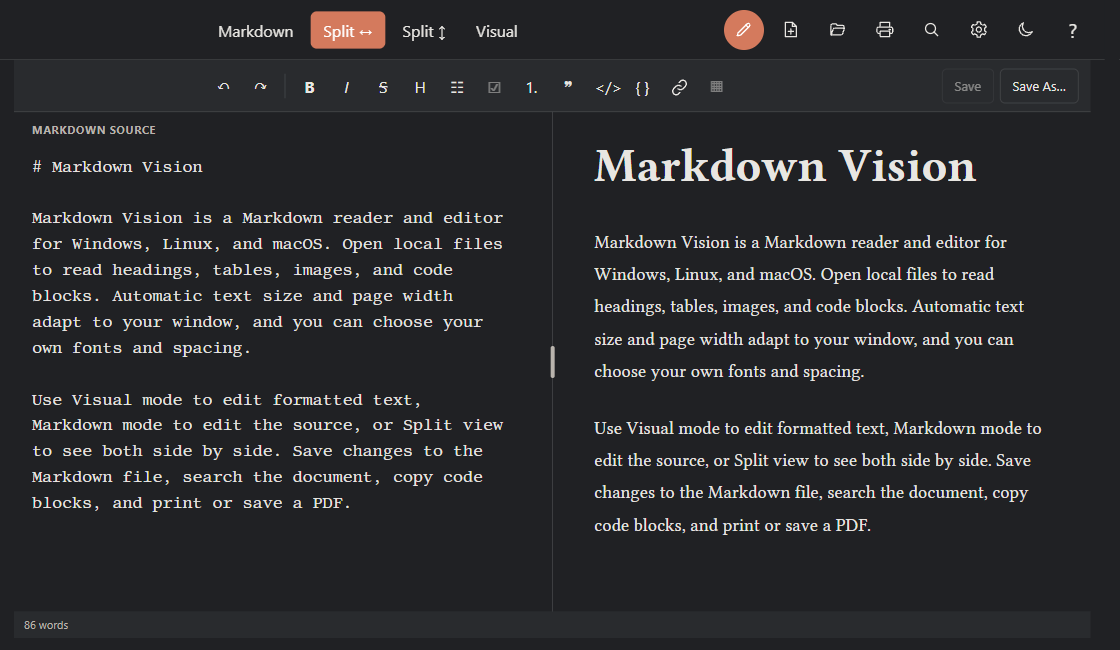 Markdown Split ↔ Split ↕ Visual ?
B I S H 1. ❞ </> { } Save Save As...
MARKDOWN SOURCE
# Markdown Vision
Markdown Vision is a Markdown reader and editor
for Windows, Linux, and macOS. Open local files
to read headings, tables, images, and code
blocks. Automatic text size and page width
adapt to your window, and you can choose your
own fonts and spacing.
Use Visual mode to edit formatted text,
Markdown mode to edit the source, or Split view
to see both side by side. Save changes to the
Markdown file, search the document, copy code
blocks, and print or save a PDF.
Markdown Vision
Markdown Vision is a Markdown reader and editor for
Windows, Linux, and macOS. Open local files to read
headings, tables, images, and code blocks. Automatic text
size and page width adapt to your window, and you can
choose your own fonts and spacing.
Use Visual mode to edit formatted text, Markdown mode to
edit the source, or Split view to see both side by side. Save
changes to the Markdown file, search the document, copy
code blocks, and print or save a PDF.
86 words